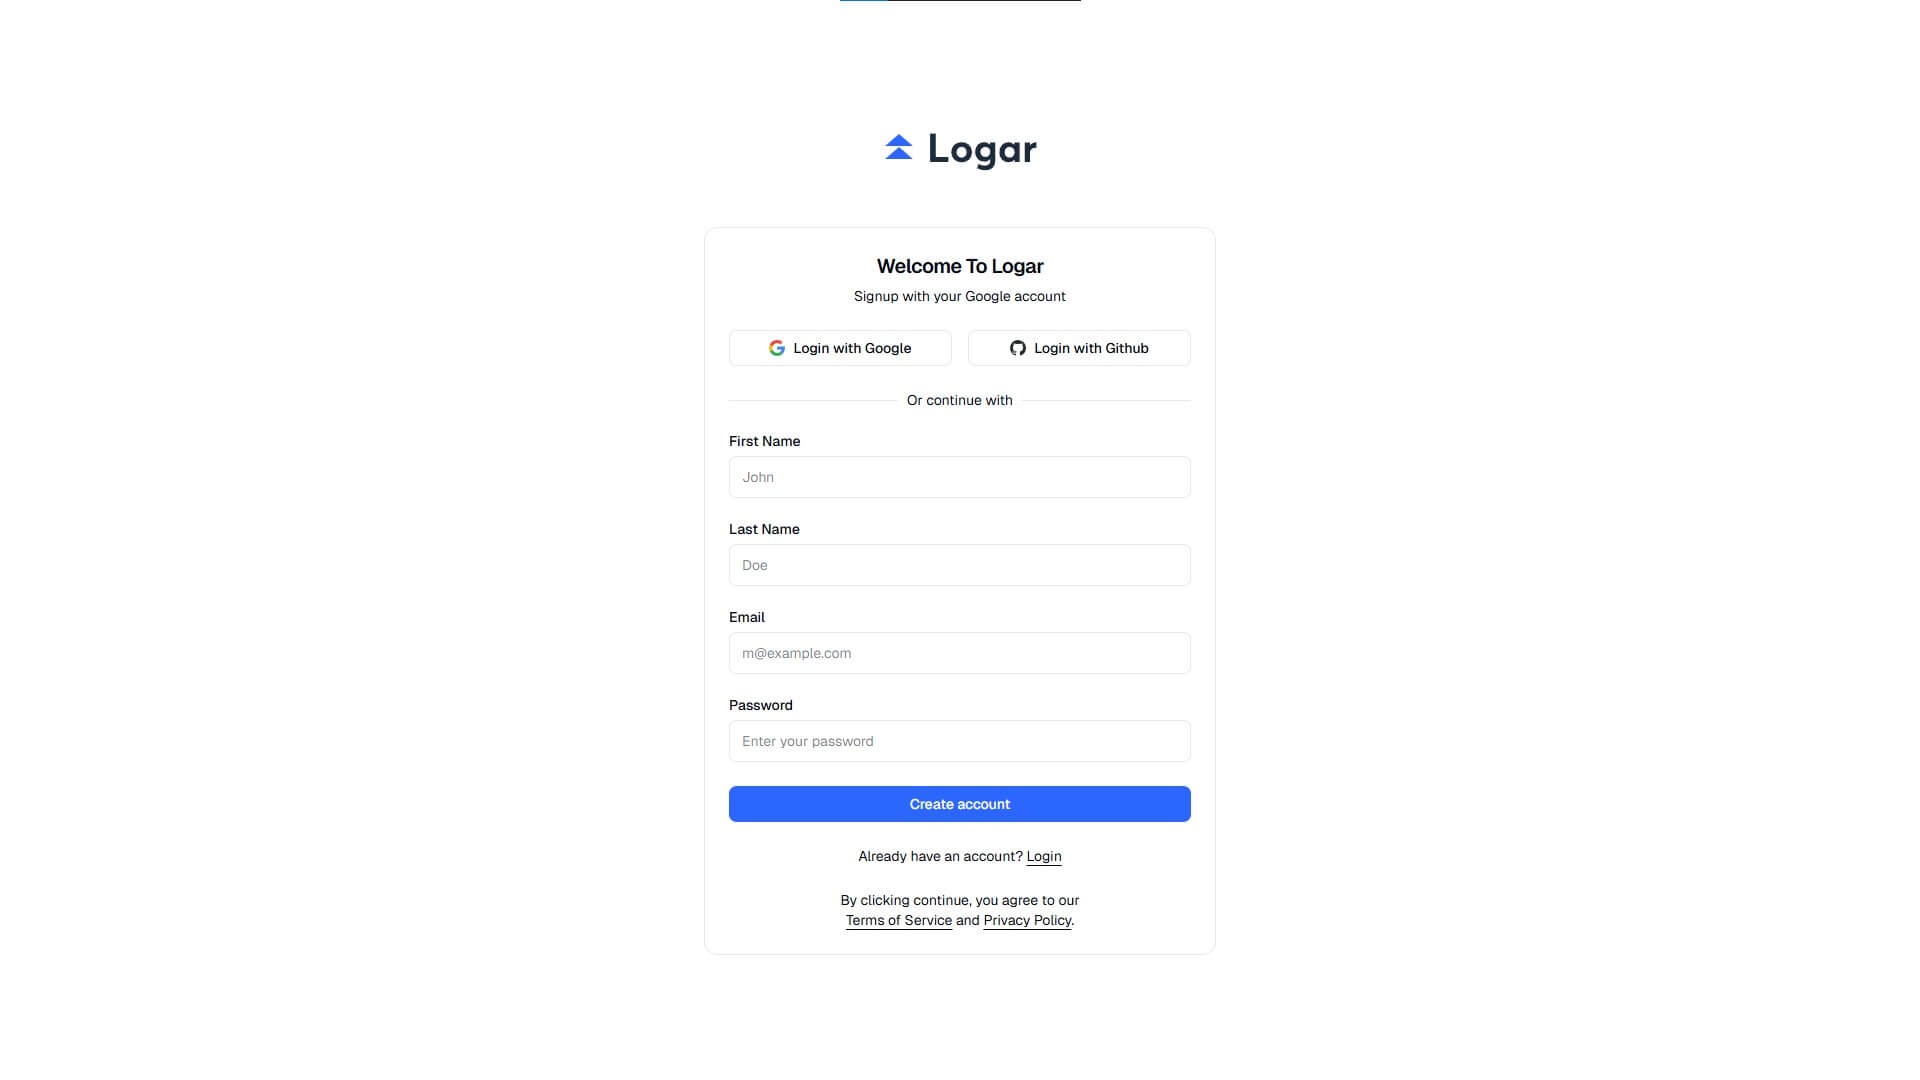 Logar
Welcome To Logar
Signup with your Google account
Login with Google
Login with Github
Or continue with
First Name
John
Last Name
Doe
Email
m@example.com
Password
Enter your password
Create account
Already have an account? Login
By clicking continue, you agree to our
Terms of Service and Privacy Policy.